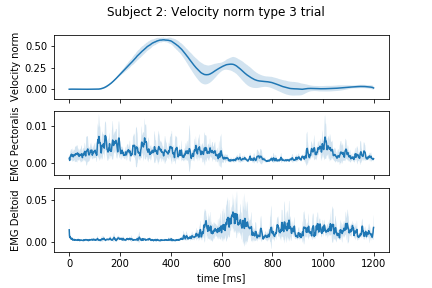 Subject 2: Velocity norm type 3 trial
Velocity norm
0.50
0.25
0.00
EMG Pectoralis
0.01
0.00
EMG Deltoid
0.05
0.00
0 200 400 600 800 1000 1200
time [ms]